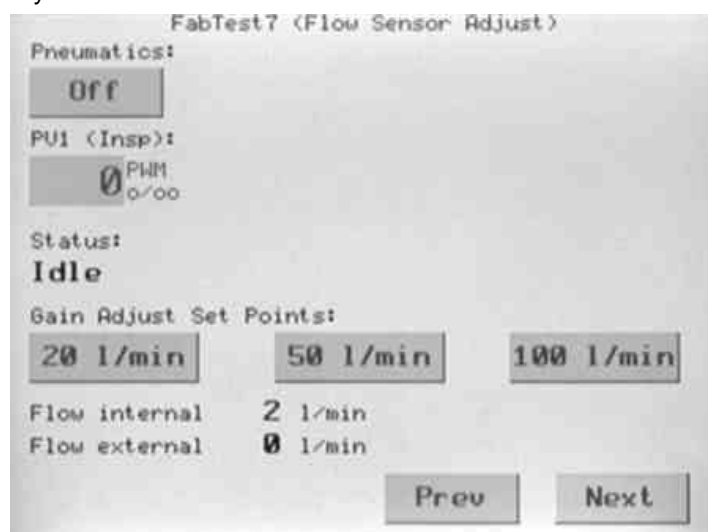 FabTest7 (Flow Sensor Adjust)
Pneumatics:
Off
PV1 (Insp):
0 PWM
o/oo
Status:
Idle
Gain Adjust Set Points:
20 l/min 50 l/min 100 l/min
Flow internal 2 l/min
Flow external 0 l/min
Prev Next